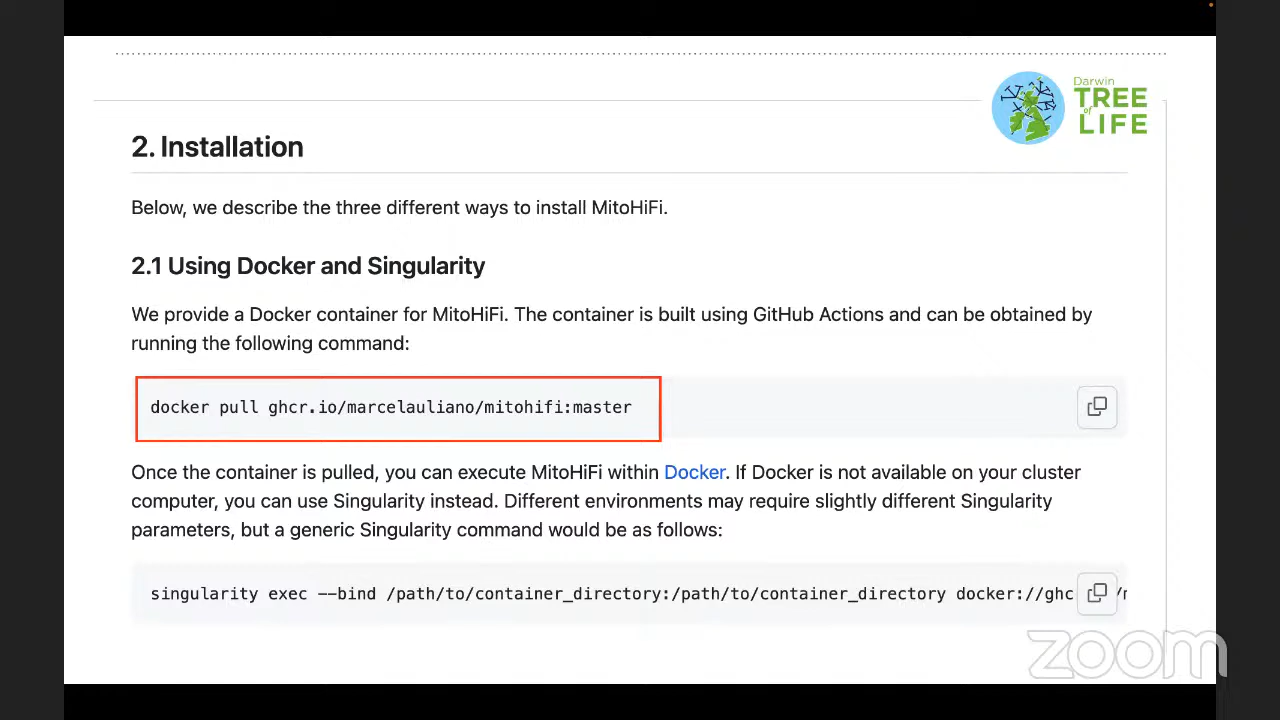 Darwin
TREE
of
LIFE
2. Installation
Below, we describe the three different ways to install MitoHiFi.
2.1 Using Docker and Singularity
We provide a Docker container for MitoHiFi. The container is built using GitHub Actions and can be obtained by
running the following command:
docker pull ghcr.io/marcelauliano/mitohifi:master
Once the container is pulled, you can execute MitoHiFi within Docker. If Docker is not available on your cluster
computer, you can use Singularity instead. Different environments may require slightly different Singularity
parameters, but a generic Singularity command would be as follows:
singularity exec --bind /path/to/container_directory:/path/to/container_directory docker://ghc
zoom